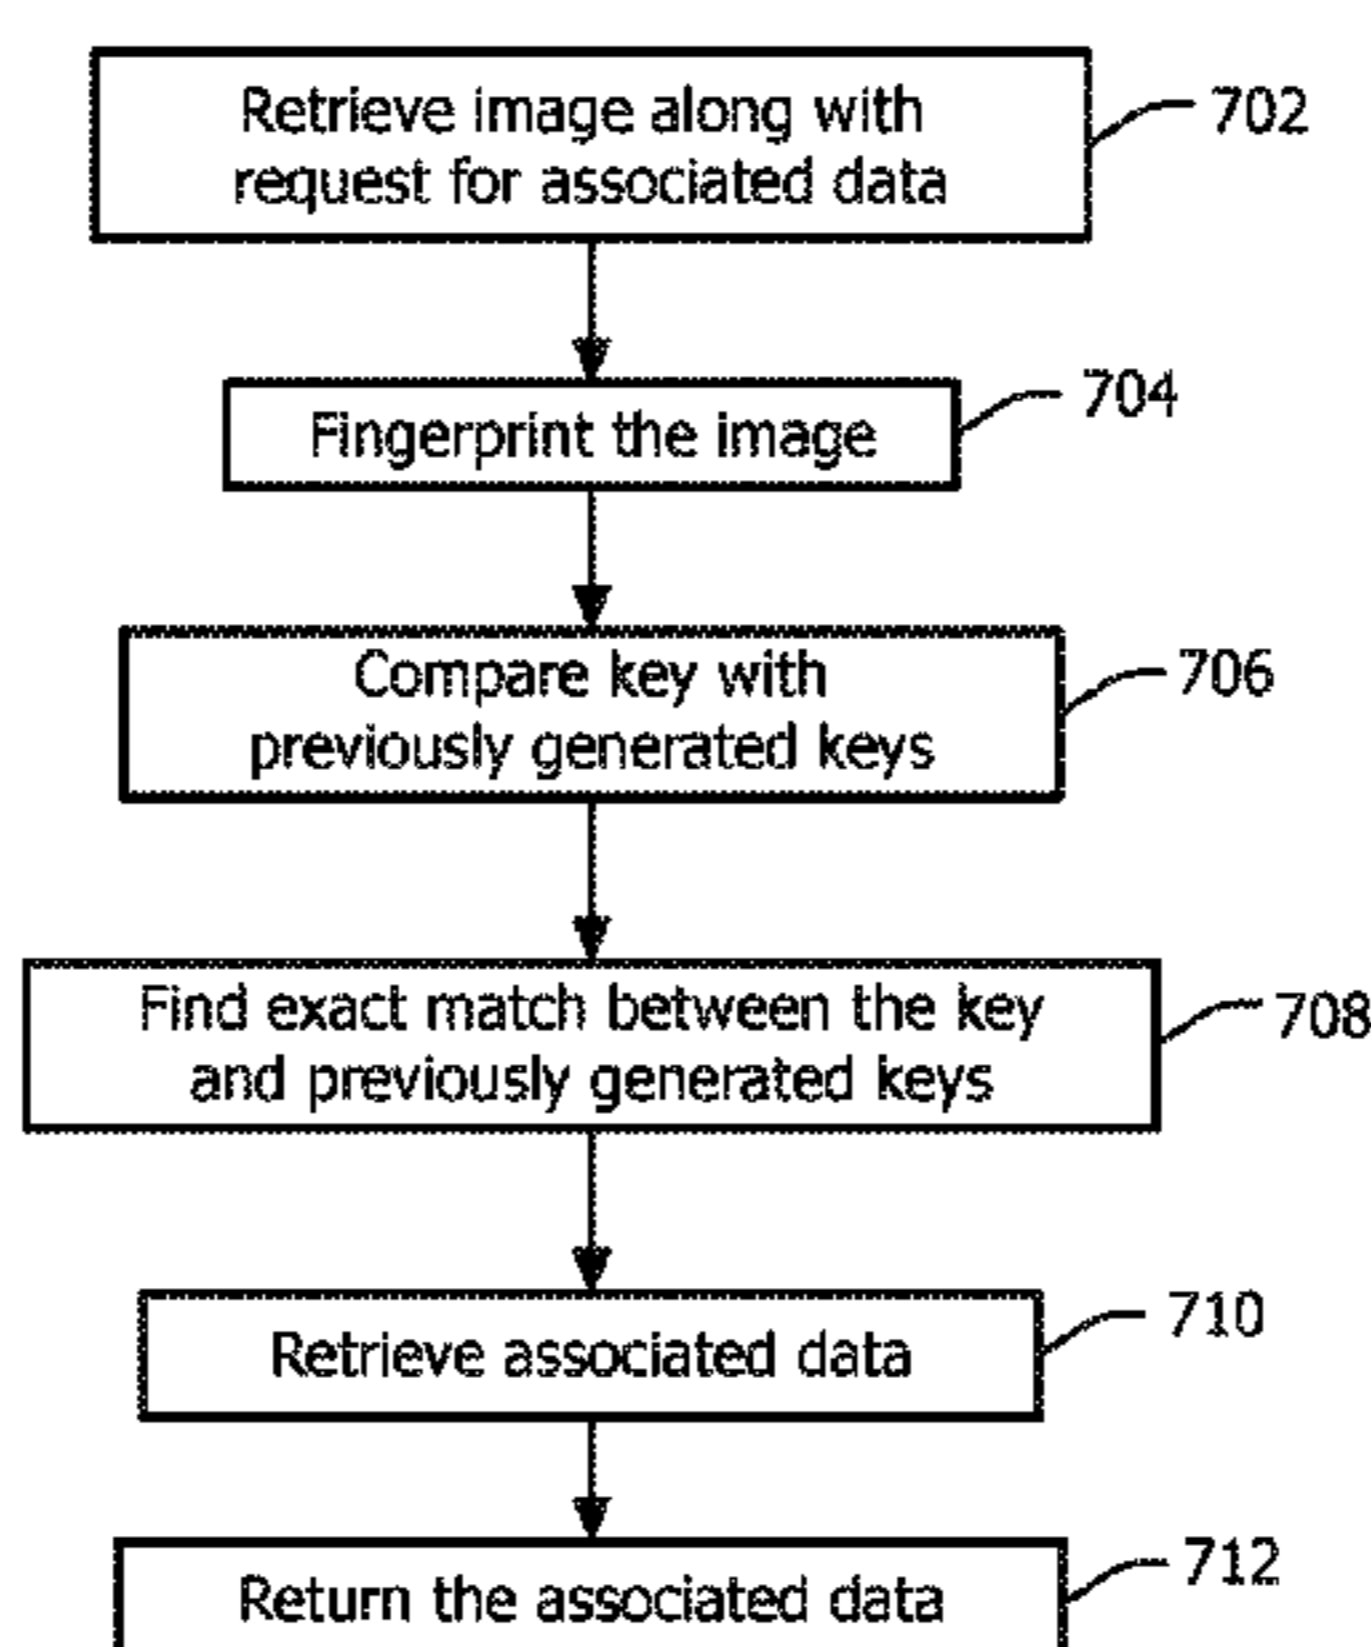 Retrieve image along with
request for associated data
702
Fingerprint the image
704
Compare key with
previously generated keys
706
Find exact match between the key
and previously generated keys
708
Retrieve associated data
710
Return the associated data
712